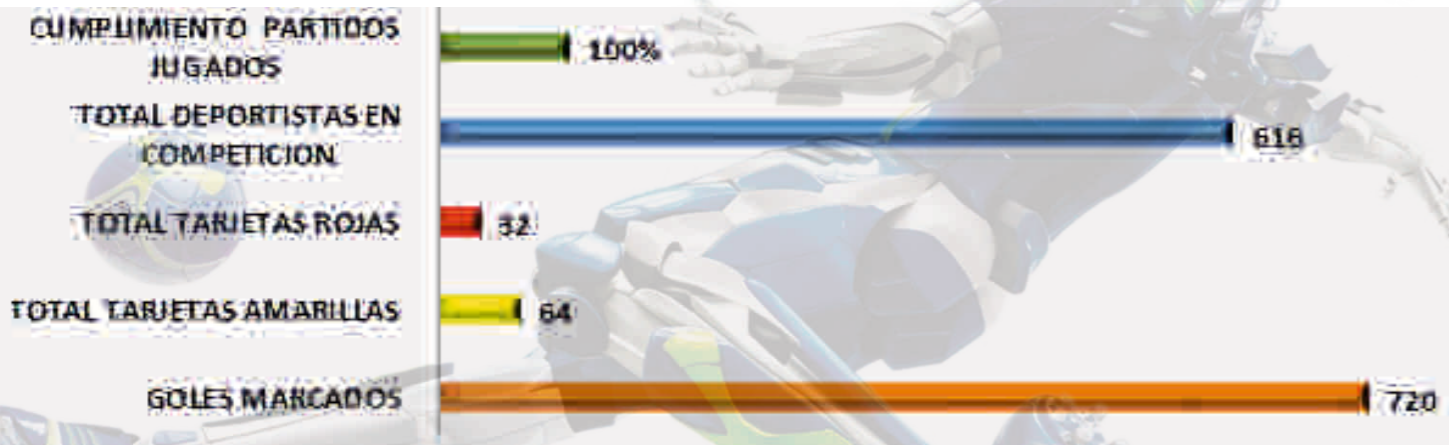 CUMPLIMIENTO PARTIDOS
JUGADOS
100%
TOTAL DEPORTISTAS EN
COMPETICION
616
TOTAL TARJETAS ROJAS
32
TOTAL TARJETAS AMARILLAS
64
GOLES MARCADOS
720